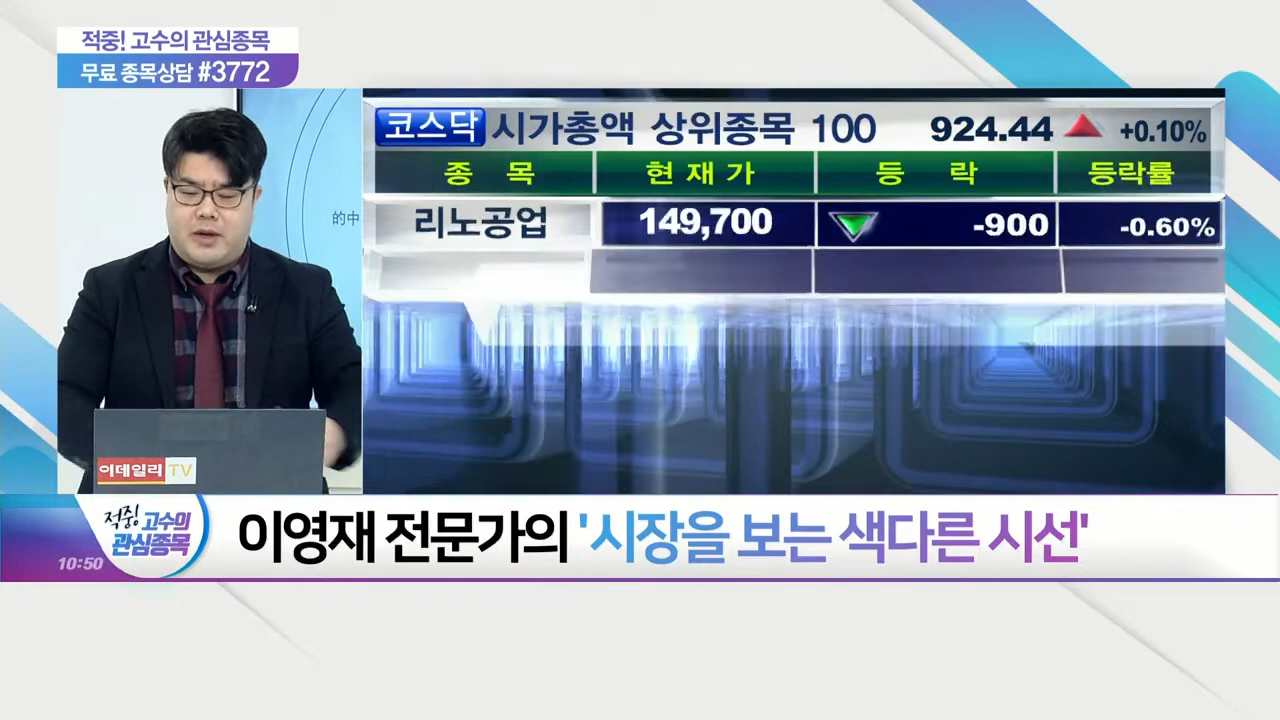 적중! 고수의 관심종목
무료 종목상담 #3772
的中
코스닥 시가총액 상위종목 100 924.44 +0.10%
종 목 현 재 가 등 락 등락률
리노공업 149,700 -900 -0.60%
이데일리 TV
적중! 고수의
관심종목
10:50
이영재 전문가의 '시장을 보는 색다른 시선'